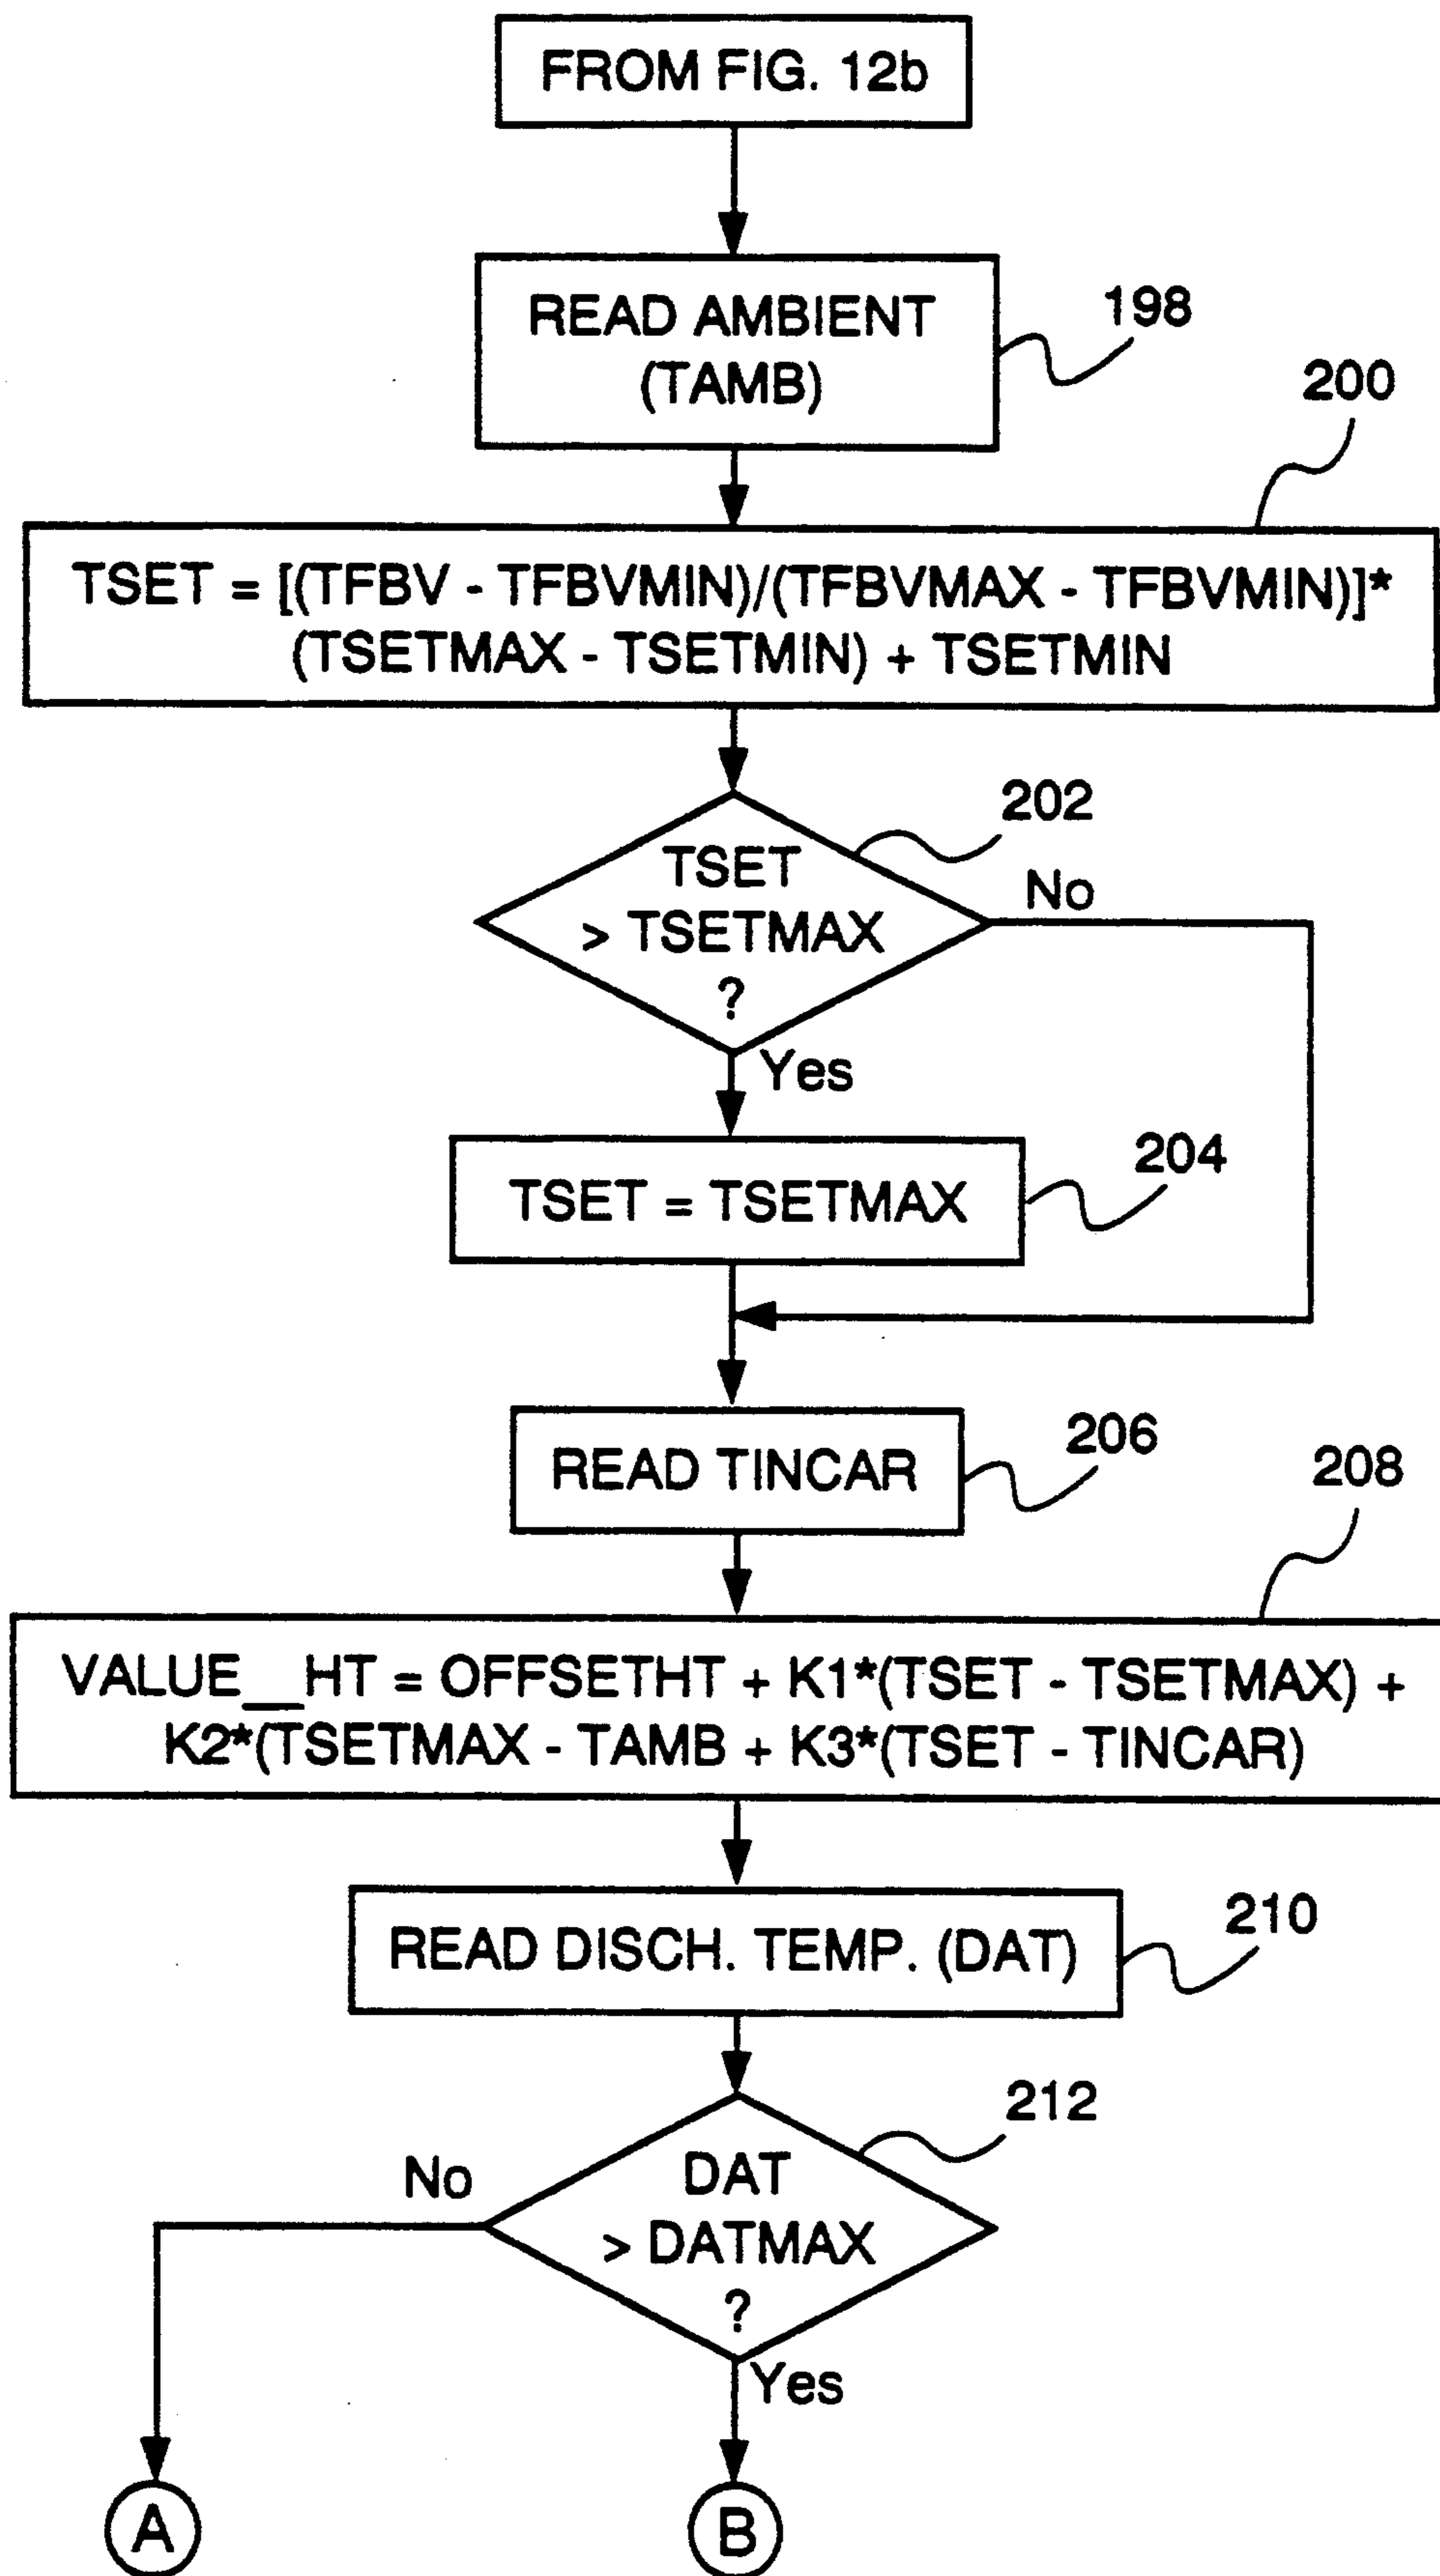 FROM FIG. 12b
READ AMBIENT
(TAMB)
198
200
TSET = [(TFBV - TFBVMIN)/(TFBVMAX - TFBVMIN)]*
(TSETMAX - TSETMIN) + TSETMIN
202
TSET
> TSETMAX
?
No
Yes
TSET = TSETMAX
204
READ TINCAR
206
208
VALUE__HT = OFFSETHT + K1*(TSET - TSETMAX) +
K2*(TSETMAX - TAMB + K3*(TSET - TINCAR)
READ DISCH. TEMP. (DAT)
210
212
DAT
> DATMAX
?
No
Yes
A
B